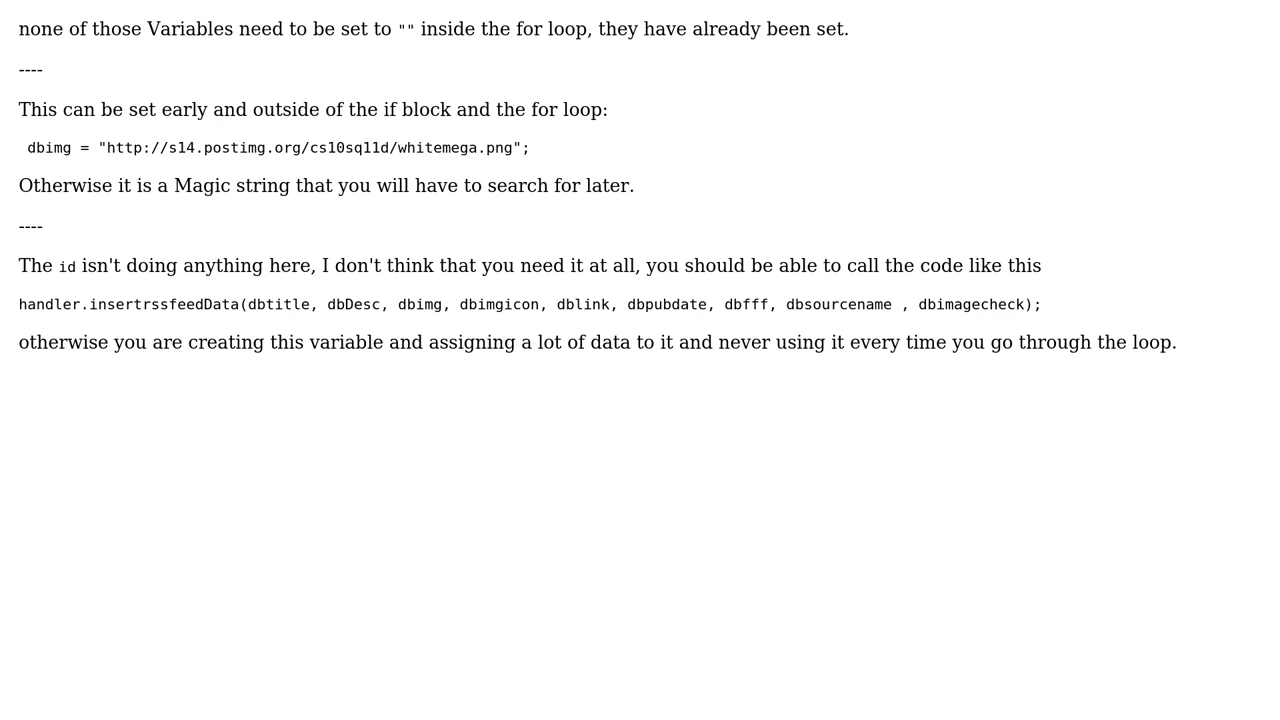 none of those Variables need to be set to "" inside the for loop, they have already been set.
----
This can be set early and outside of the if block and the for loop:
dbimg = "http://s14.postimg.org/cs10sq11d/whitemega.png";
Otherwise it is a Magic string that you will have to search for later.
----
The id isn't doing anything here, I don't think that you need it at all, you should be able to call the code like this
handler.insertrssfeedData(dbtitle, dbDesc, dbimg, dbimgicon, dblink, dbpubdate, dbfff, dbsourcename , dbimagecheck);
otherwise you are creating this variable and assigning a lot of data to it and never using it every time you go through the loop.